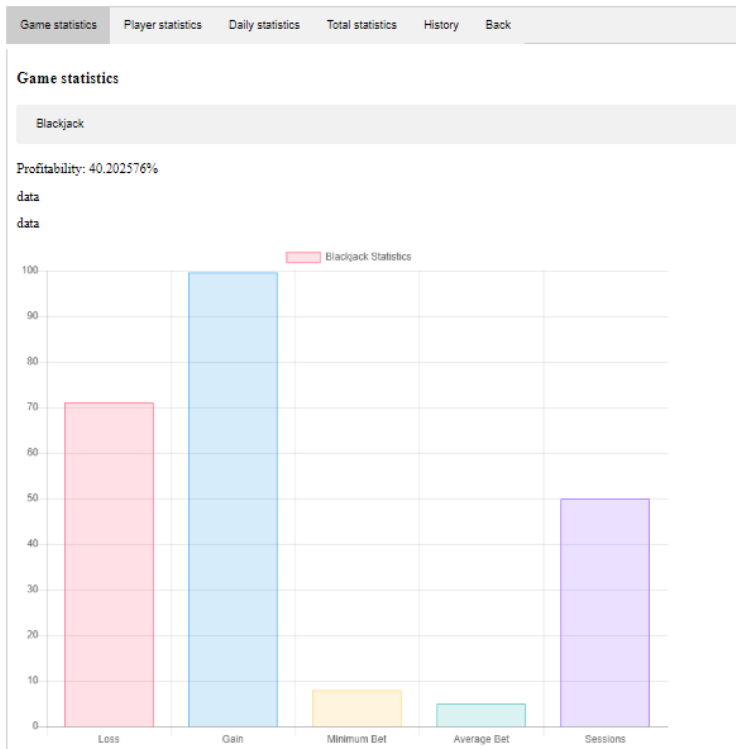 Game statistics Player statistics Daily statistics Total statistics History Back
Game statistics
Blackjack
Profitability: 40.202576%
data
data
Blackjack Statistics
100
90
80
70
60
50
40
30
20
10
0
Loss Gain Minimum Bet Average Bet Sessions